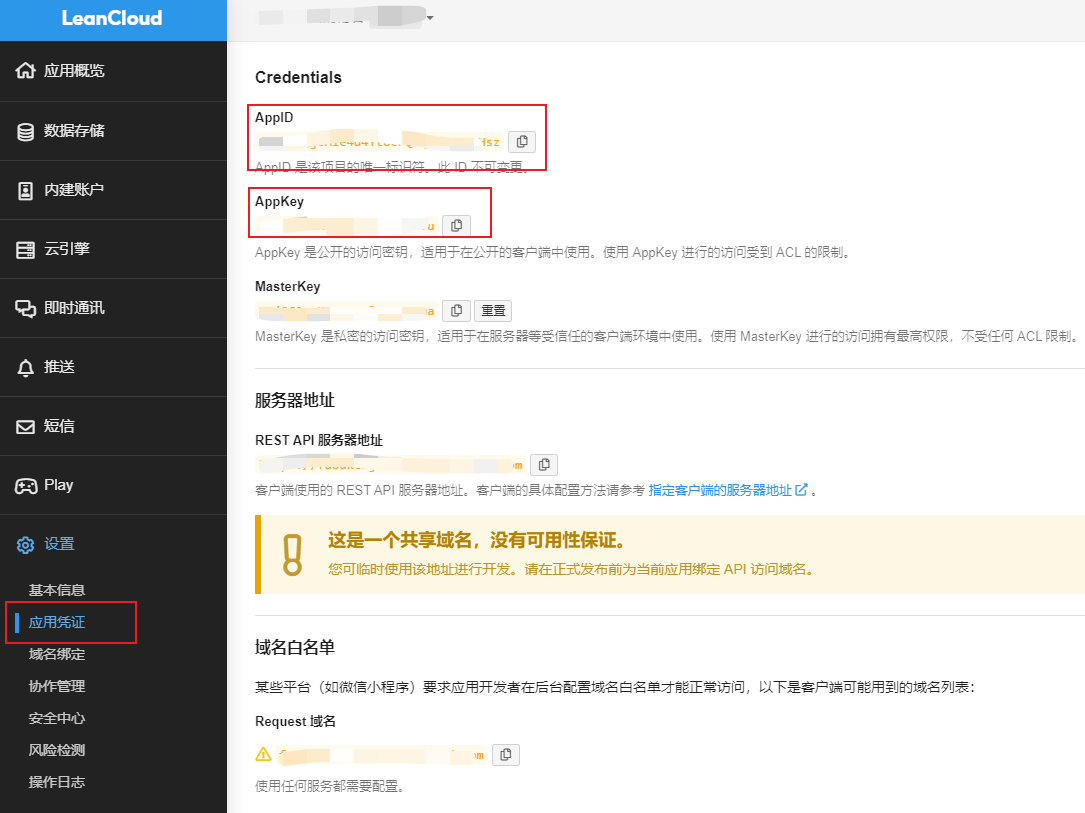 LeanCloud
应用概览
数据存储
内建账户
云引擎
即时通讯
推送
短信
Play
设置
基本信息
应用凭证
域名绑定
协作管理
安全中心
风险检测
操作日志
Credentials
AppID
AppID 是该项目的唯一标识符。此 ID 不可变更。
AppKey
AppKey 是公开的访问密钥，适用于在公开的客户端中使用。使用 AppKey 进行的访问受到 ACL 的限制。
MasterKey
重置
MasterKey 是私密的访问密钥，适用于在服务器等受信任的客户端环境中使用。使用 MasterKey 进行的访问拥有最高权限，不受任何 ACL 限制。
服务器地址
REST API 服务器地址
客户端使用的 REST API 服务器地址。客户端的具体配置方法请参考 指定客户端的服务器地址 。
这是一个共享域名，没有可用性保证。
您可临时使用该地址进行开发。请在正式发布前为当前应用绑定 API 访问域名。
域名白名单
某些平台（如微信小程序）要求应用开发者在后台配置域名白名单才能正常访问，以下是客户端可能用到的域名列表：
Request 域名
使用任何服务都需要配置。